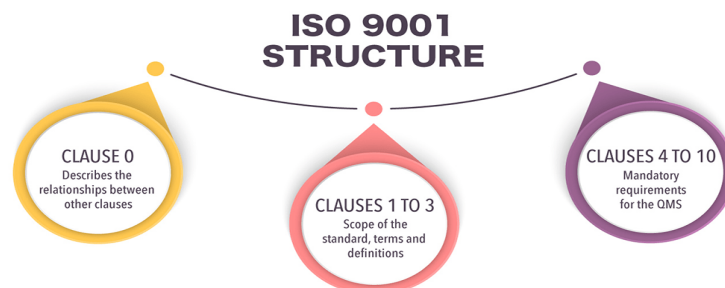 ISO 9001
STRUCTURE
CLAUSE 0
Describes the
relationships between
other clauses
CLAUSES 1 TO 3
Scope of the
standard, terms and
definitions
CLAUSES 4 TO 10
Mandatory
requirements
for the QMS